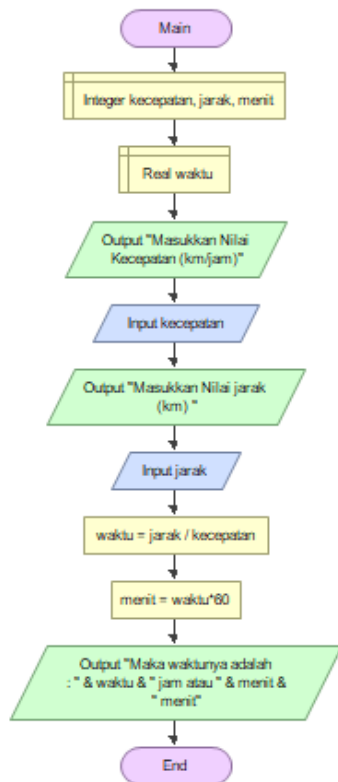 Main
Integer kecepatan, jarak, menit
Real waktu
Output "Masukkan Nilai
Kecepatan (km/jam)"
Input kecepatan
Output "Masukkan Nilai jarak
(km) "
Input jarak
waktu = jarak / kecepatan
menit = waktu*60
Output "Maka waktunya adalah
: " & waktu & " jam atau " & menit &
" menit"
End